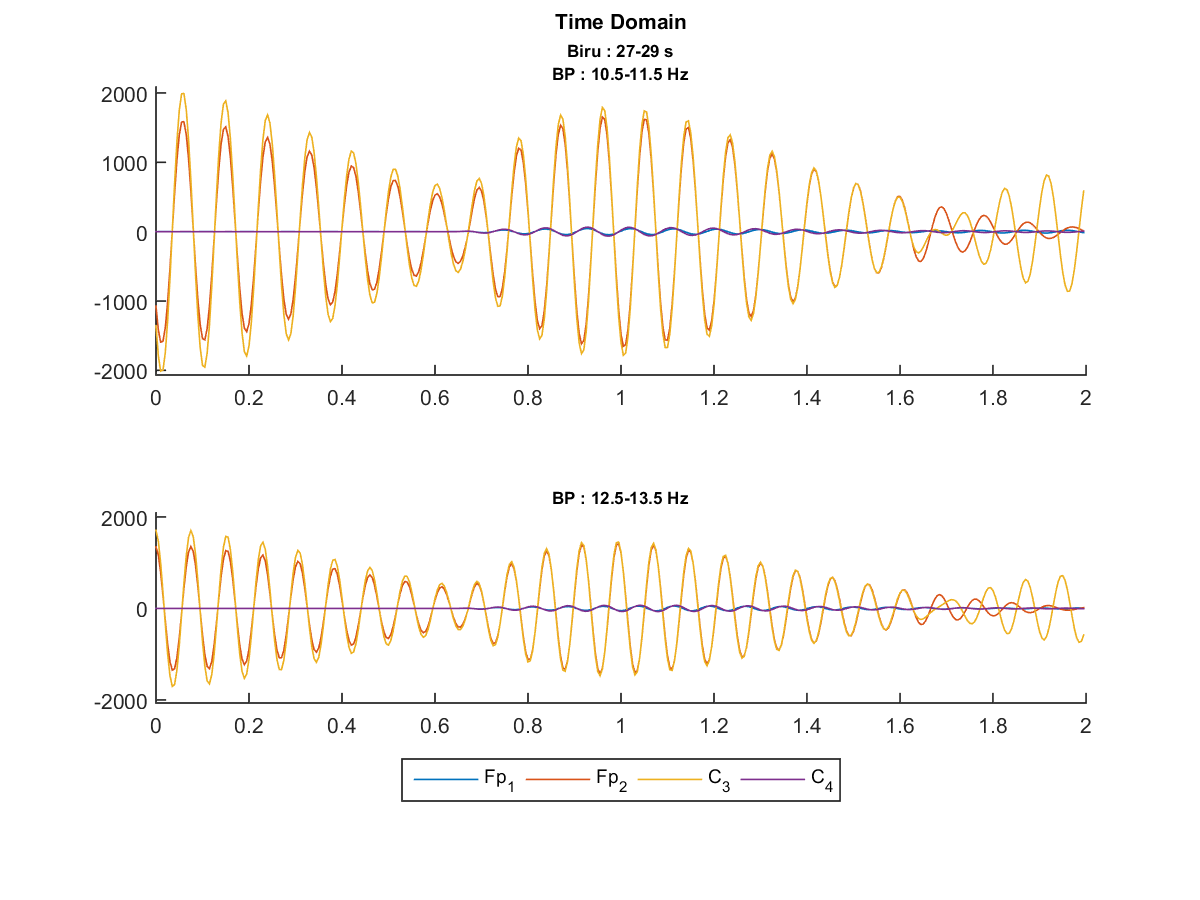 Time Domain
Biru : 27-29 s
BP : 10.5-11.5 Hz
2000
1000
0
-1000
-2000
0 0.2 0.4 0.6 0.8 1 1.2 1.4 1.6 1.8 2
BP : 12.5-13.5 Hz
2000
0
-2000
0 0.2 0.4 0.6 0.8 1 1.2 1.4 1.6 1.8 2
Fp1 Fp2 C3 C4